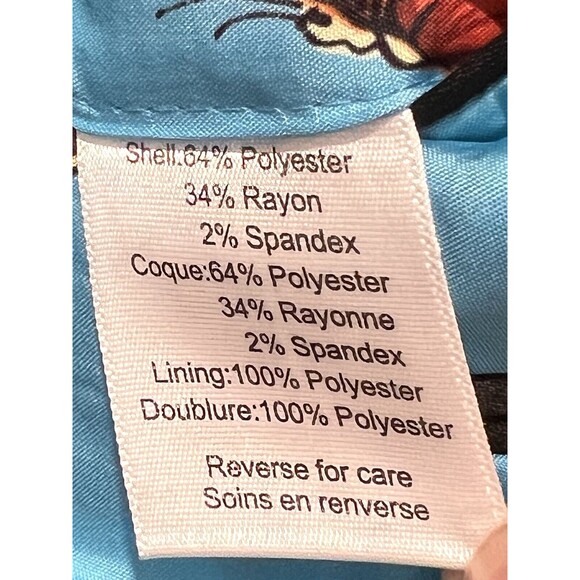 Shell:64% Polyester
34% Rayon
2% Spandex
Coque:64% Polyester
34% Rayonne
2% Spandex
Lining:100% Polyester
Doublure:100% Polyester
Reverse for care
Soins en renverse